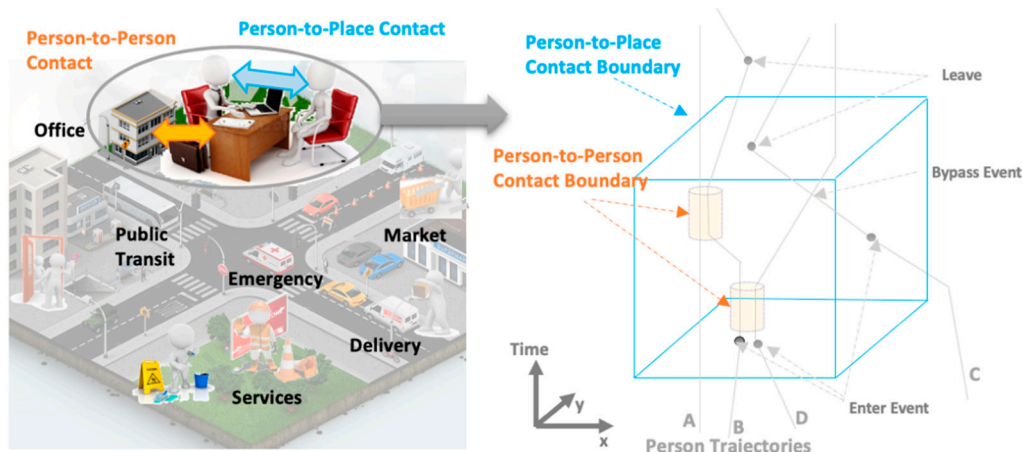 Person-to-Person
Contact
Person-to-Place Contact
Office
Public
Transit
Market
Emergency
Delivery
Services
Person-to-Place
Contact Boundary
Person-to-Person
Contact Boundary
Leave
Bypass Event
Time
y
x
A
B
D
C
Enter Event
Person Trajectories